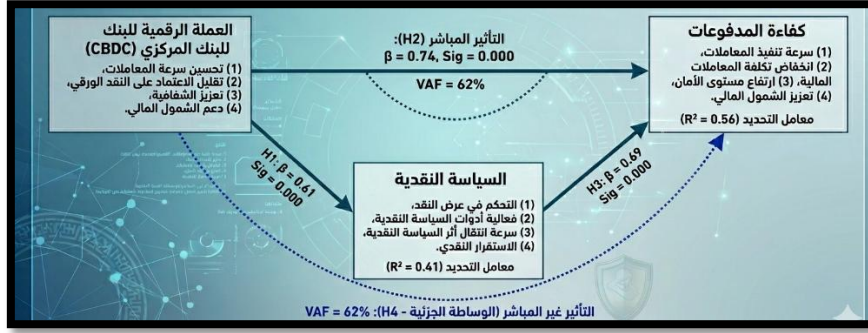 العملة الرقمية للبنك
للبنك المركزي (CBDC)
(1) تحسين سرعة المعاملات،
(2) تقليل الاعتماد على النقد الورقي،
(3) تعزيز الشفافية،
(4) دعم الشمول المالي.
التأثير المباشر (H2):
β = 0.74, Sig = 0.000
VAF = 62%
كفاءة المدفوعات
(1) سرعة تنفيذ المعاملات،
(2) انخفاض تكلفة المعاملات
المالية، (3) ارتفاع مستوى الأمان،
(4) تعزيز الشمول المالي.
معامل التحديد (R² = 0.56)
H1: β = 0.61
Sig = 0.000
H3: β = 0.69
Sig = 0.000
السياسة النقدية
(1) التحكم في عرض النقد،
(2) فعالية أدوات السياسة النقدية،
(3) سرعة انتقال أثر السياسة النقدية،
(4) الاستقرار النقدي.
معامل التحديد (R² = 0.41)
التأثير غير المباشر (الوساطة الجزئية - H4): VAF = 62%